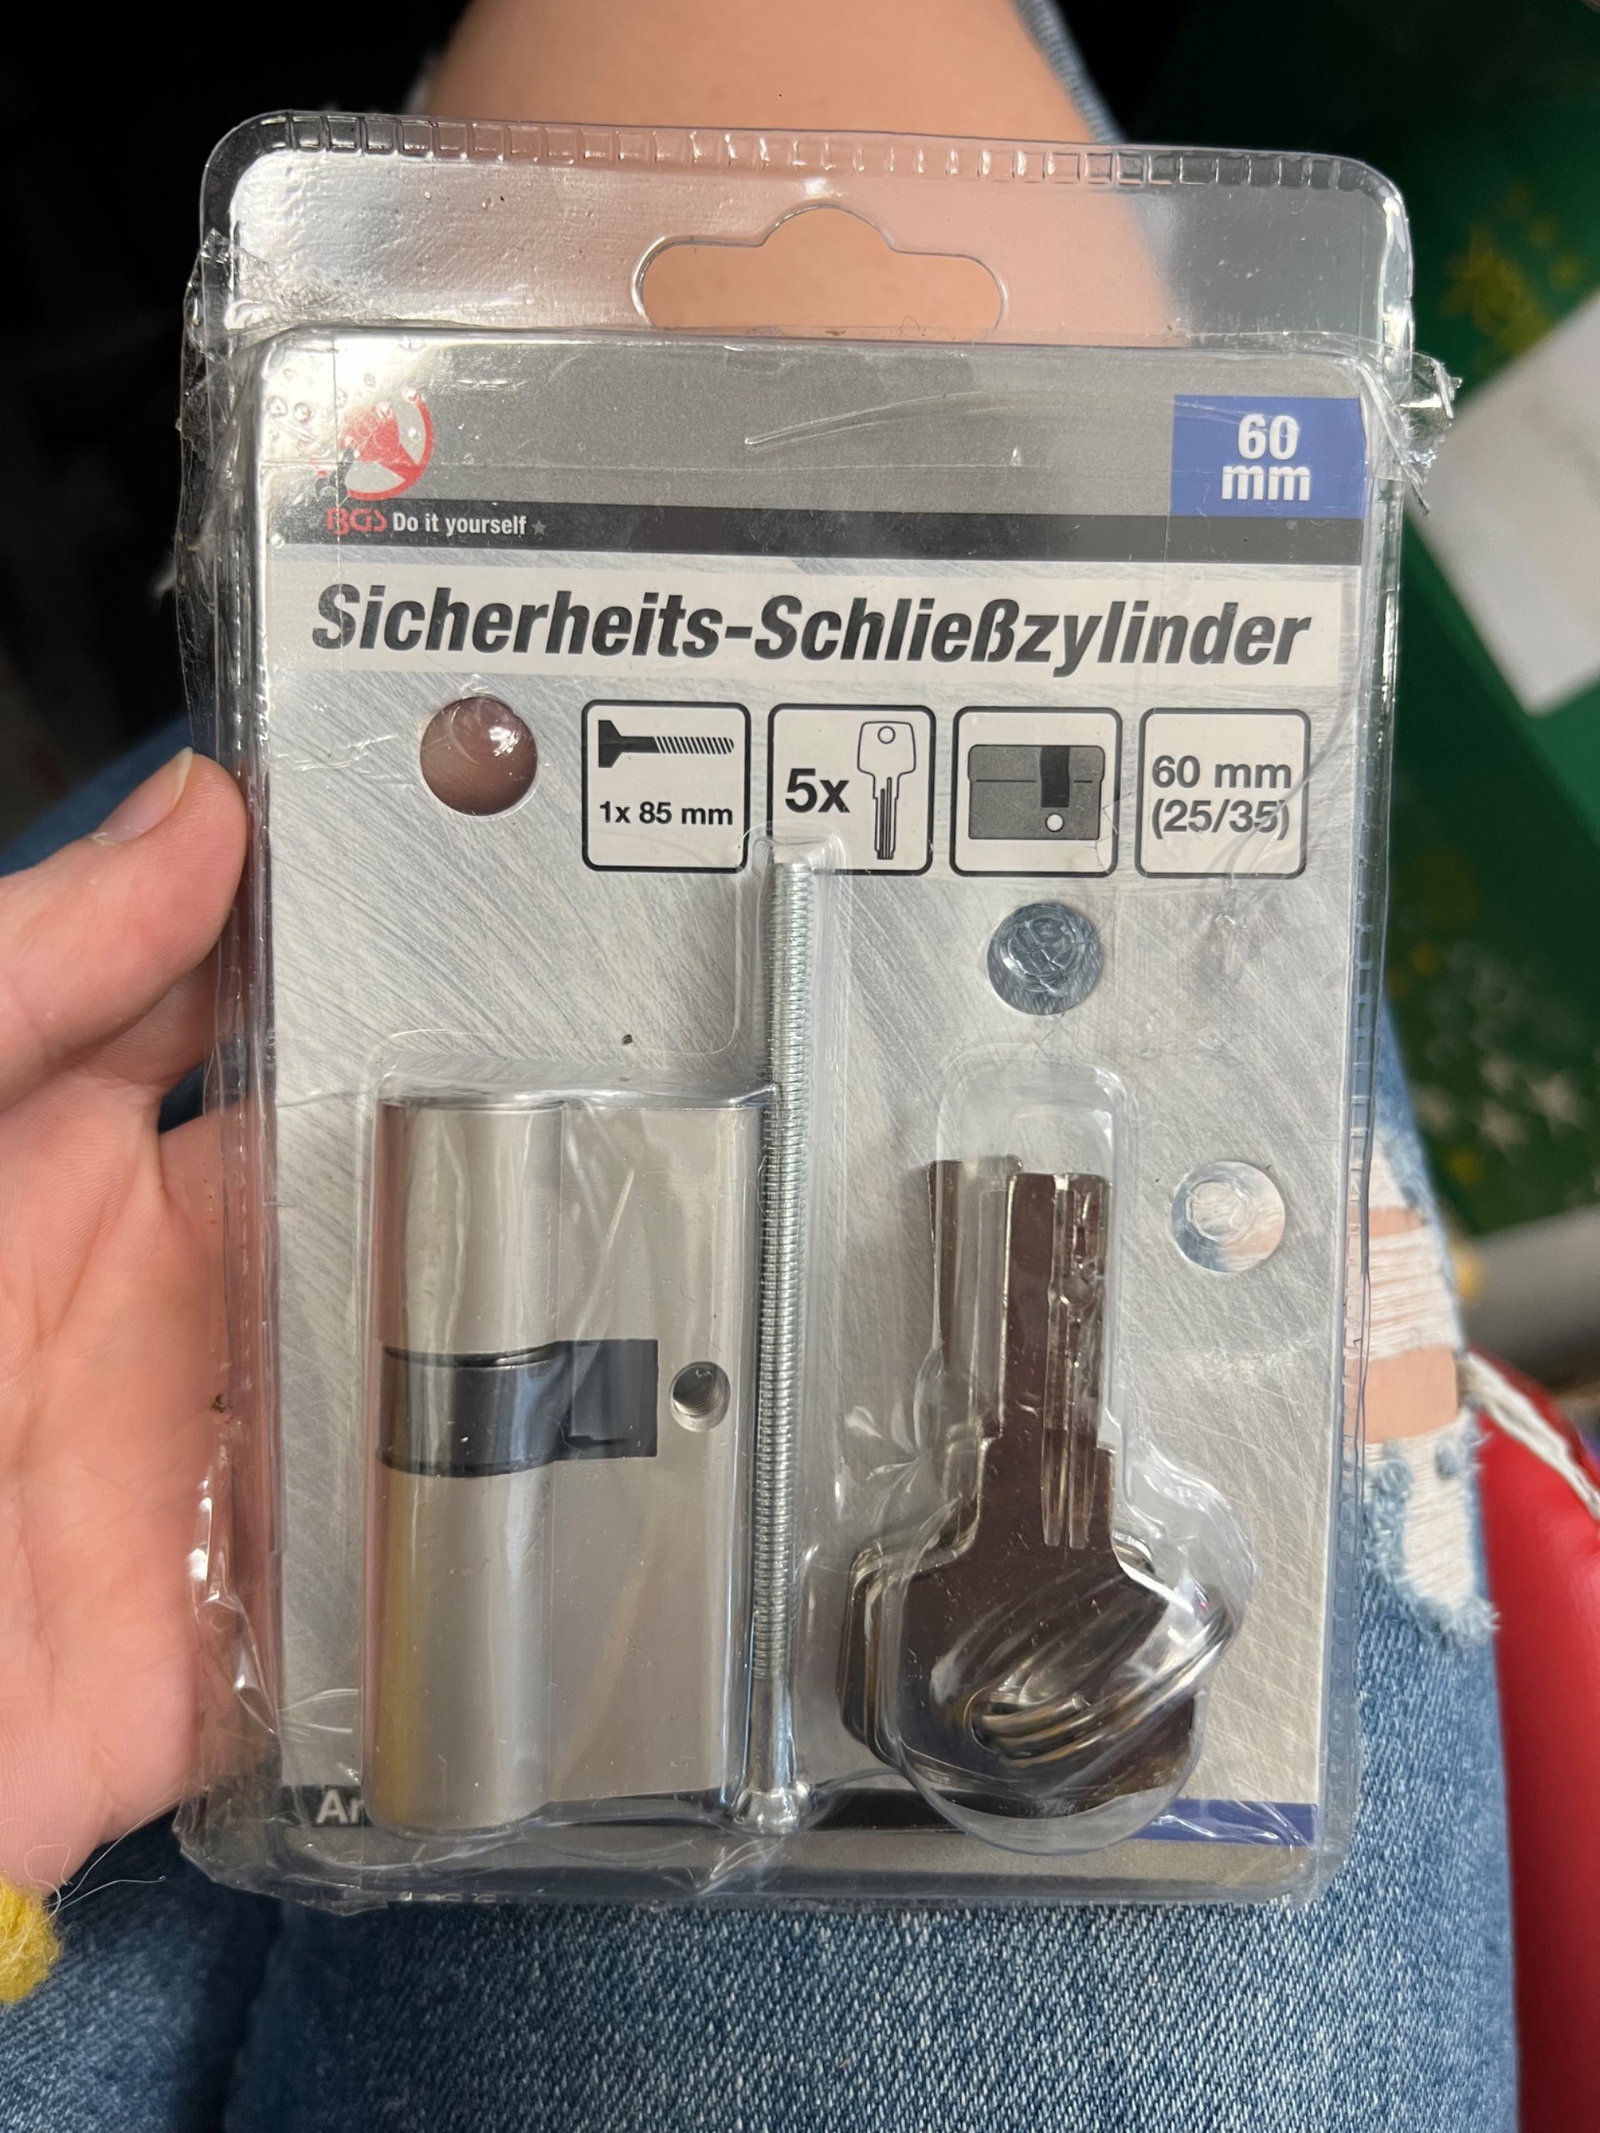 60
mm
BGS Do it yourself
Sicherheits-Schließzylinder
1x 85 mm
5x
60 mm
(25/35)